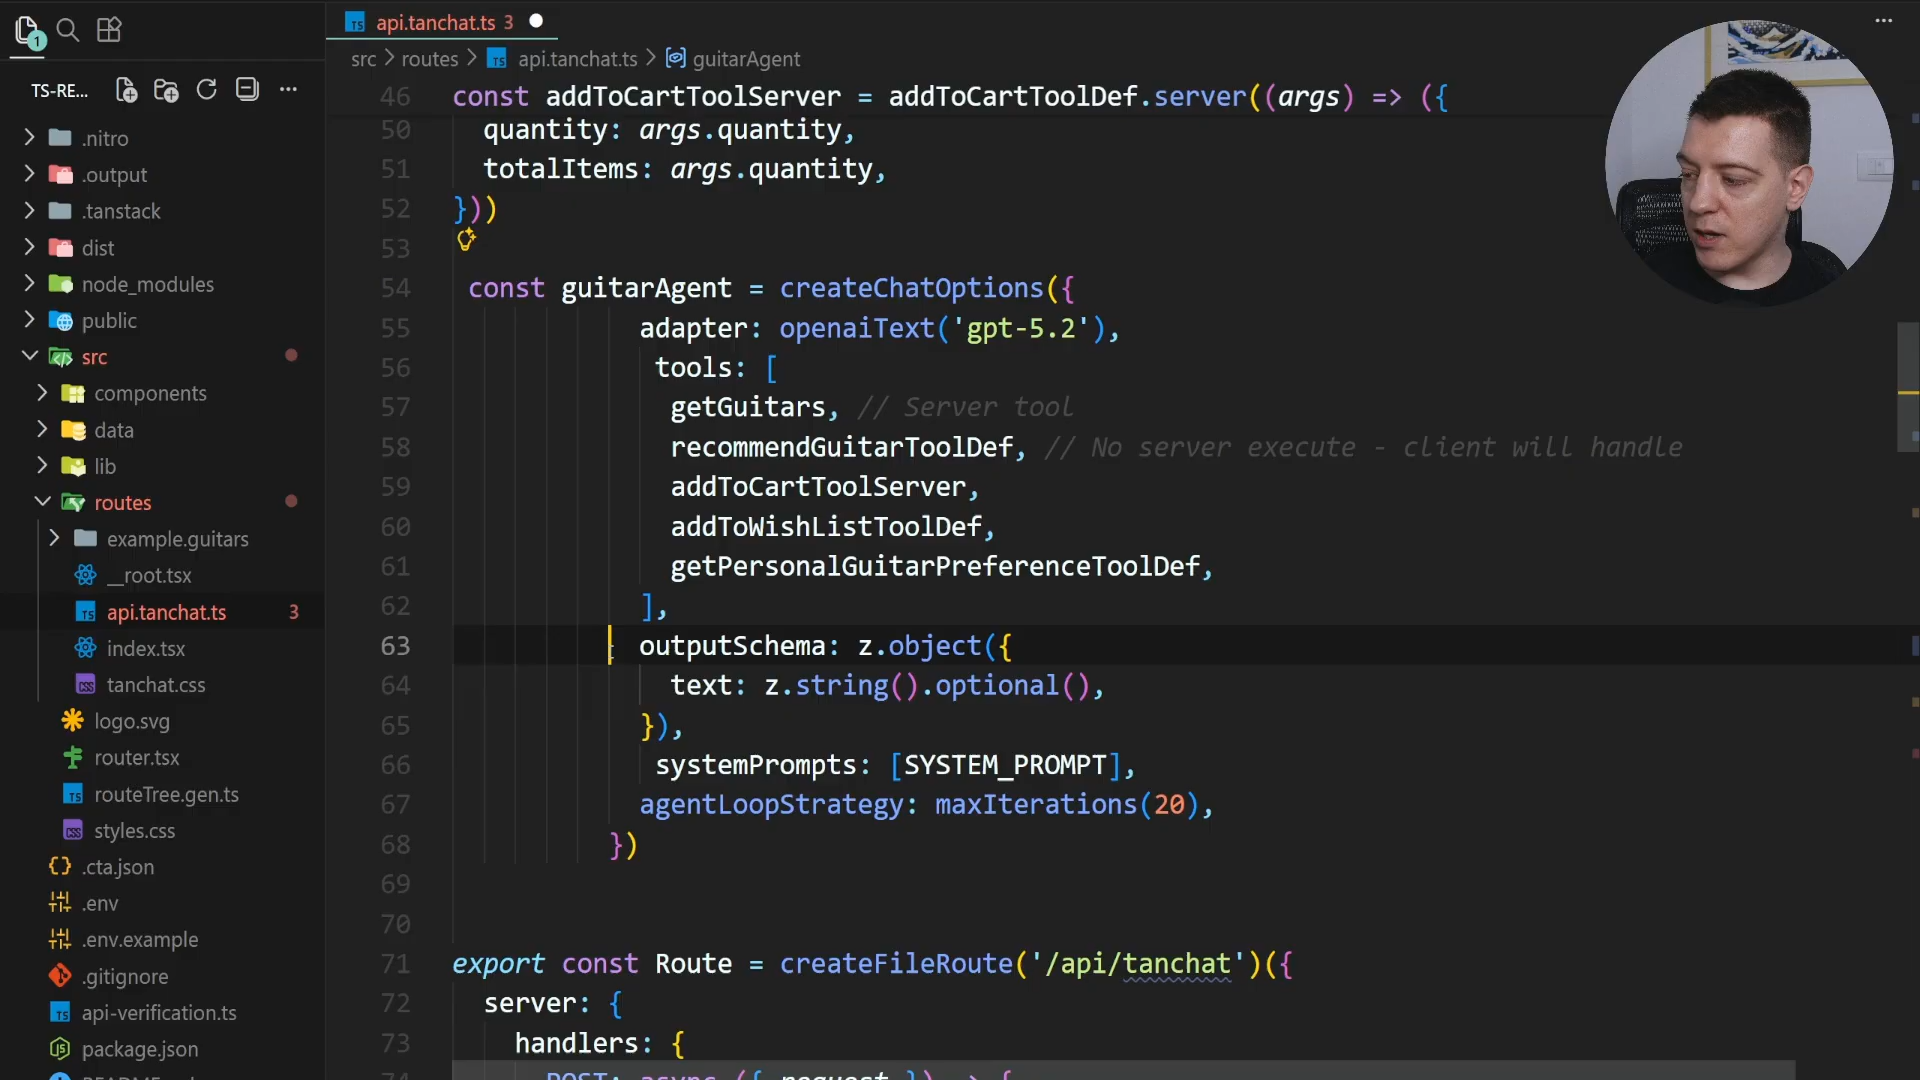 1
TS-RE...
.nitro
.output
.tanstack
dist
node_modules
public
src
components
data
lib
routes
example.guitars
__root.tsx
api.tanchat.ts 3
index.tsx
tanchat.css
logo.svg
router.tsx
routeTree.gen.ts
styles.css
.cta.json
.env
.env.example
.gitignore
api-verification.ts
package.json
api.tanchat.ts 3
src > routes > api.tanchat.ts > guitarAgent
46 const addToCartToolServer = addToCartToolDef.server((args) => ({
50 quantity: args.quantity,
51 totalItems: args.quantity,
52 }))
53
54 const guitarAgent = createChatOptions({
55 adapter: openaiText('gpt-5.2'),
56 tools: [
57 getGuitars, // Server tool
58 recommendGuitarToolDef, // No server execute - client will handle
59 addToCartToolServer,
60 addToWishListToolDef,
61 getPersonalGuitarPreferenceToolDef,
62 ],
63 outputSchema: z.object({
64 text: z.string().optional(),
65 }),
66 systemPrompts: [SYSTEM_PROMPT],
67 agentLoopStrategy: maxIterations(20),
68 })
69
70
71 export const Route = createFileRoute('/api/tanchat')({
72 server: {
73 handlers: {
74 POST: async ({ request }) => {